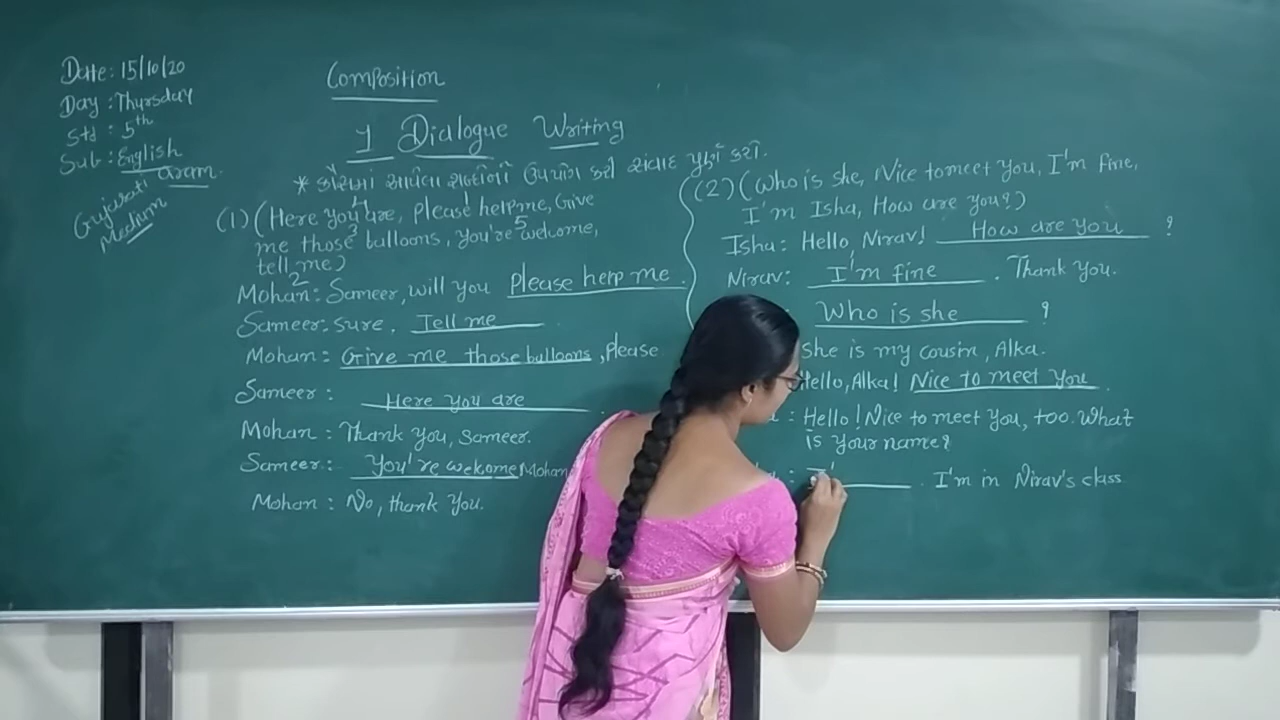 Date: 15/10/20
Day: Thursday
Std: 5th
Sub: English
Gujarati
Medium
Composition
1 Dialogue Writing
* કૌંસમાં આપેલા શબ્દોનો ઉપયોગ કરી સંવાદ પૂર્ણ કરો.
(1) (Here you are, please help me, Give
me those balloons, you're welcome,
tell me)
Mohan: Sameer, will you please help me.
Sameer: sure. Tell me
Mohan: Give me those balloons, please
Sameer: Here you are.
Mohan: Thank you, Sameer.
Sameer: You're welcome Mohan
Mohan: No, thank you.
(2) (Who is she, Nice to meet you, I'm fine,
I'm Isha, How are you?)
Isha: Hello, Nirav! How are you ?
Nirav: I'm fine. Thank you.
Who is she ?
she is my cousin, Alka.
Hello, Alka! Nice to meet you.
: Hello! Nice to meet you, too. What
is your name?
: I' . I'm in Nirav's class